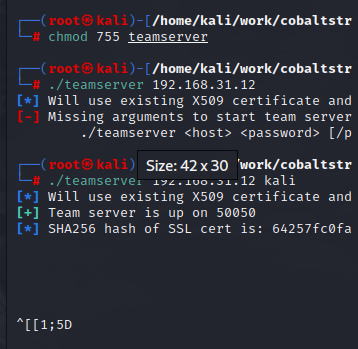 ┌──(root㉿kali)-[/home/kali/work/cobaltstr
└─# chmod 755 teamserver
┌──(root㉿kali)-[/home/kali/work/cobaltstr
└─# ./teamserver 192.168.31.12
[*] Will use existing X509 certificate and
[-] Missing arguments to start team server
./teamserver <host> <password> [/p
┌──(root㉿kali)-[/home/kali/work/cobaltstr
Size: 42 x 30
└─# ./teamserver 192.168.31.12 kali
[*] Will use existing X509 certificate and
[+] Team server is up on 50050
[*] SHA256 hash of SSL cert is: 64257fc0fa
^[[1;5D